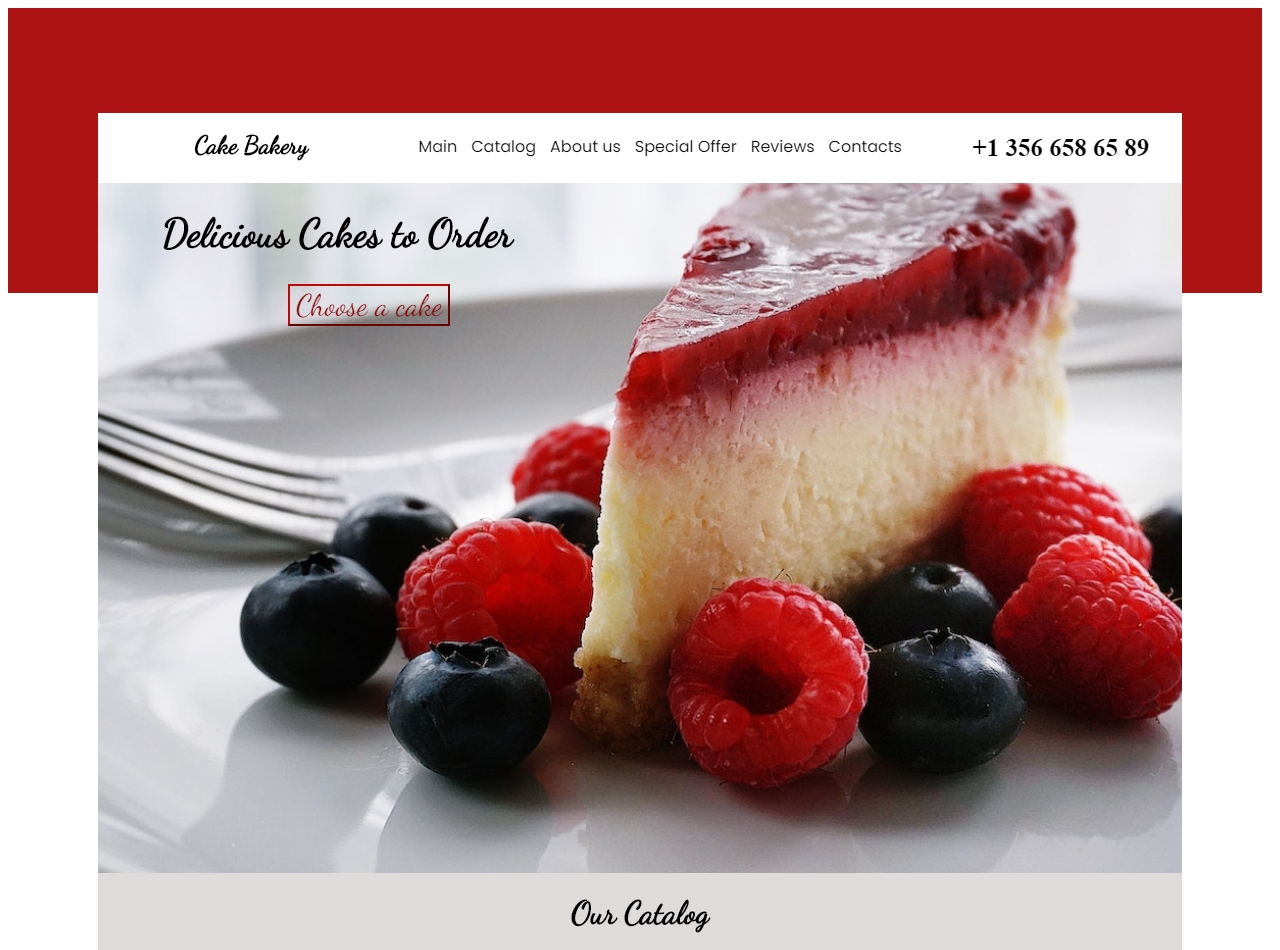 Cake Bakery
Main Catalog About us Special Offer Reviews Contacts
+1 356 658 65 89
Delicious Cakes to Order
Choose a cake
Our Catalog